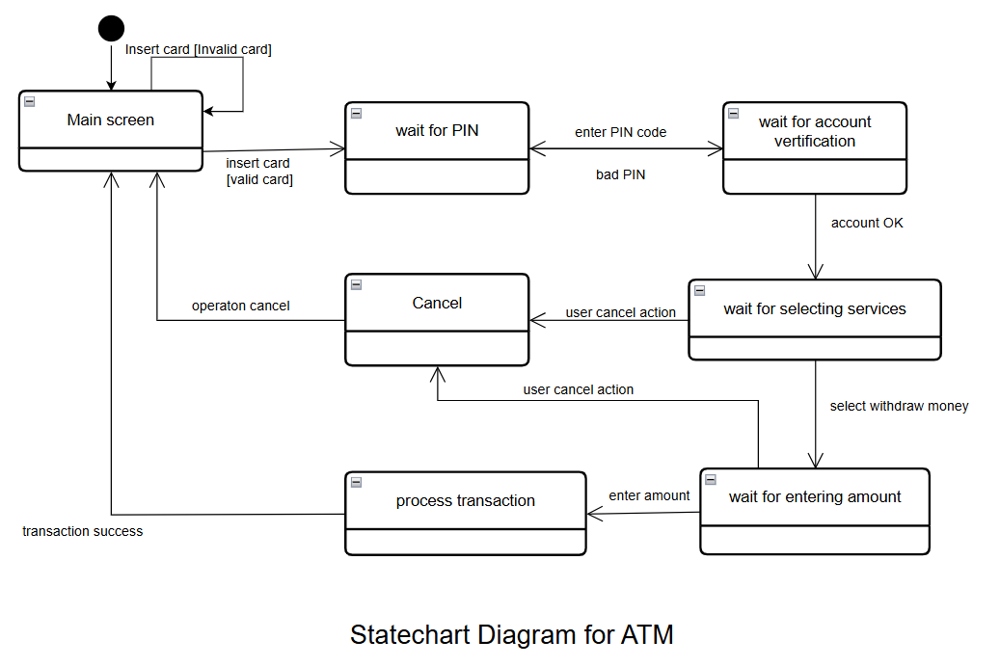 Insert card [Invalid card]
Main screen
wait for PIN
enter PIN code
wait for account
vertification
insert card
[valid card]
bad PIN
account OK
Cancel
operaton cancel
user cancel action
wait for selecting services
user cancel action
select withdraw money
process transaction
enter amount
wait for entering amount
transaction success
Statechart Diagram for ATM